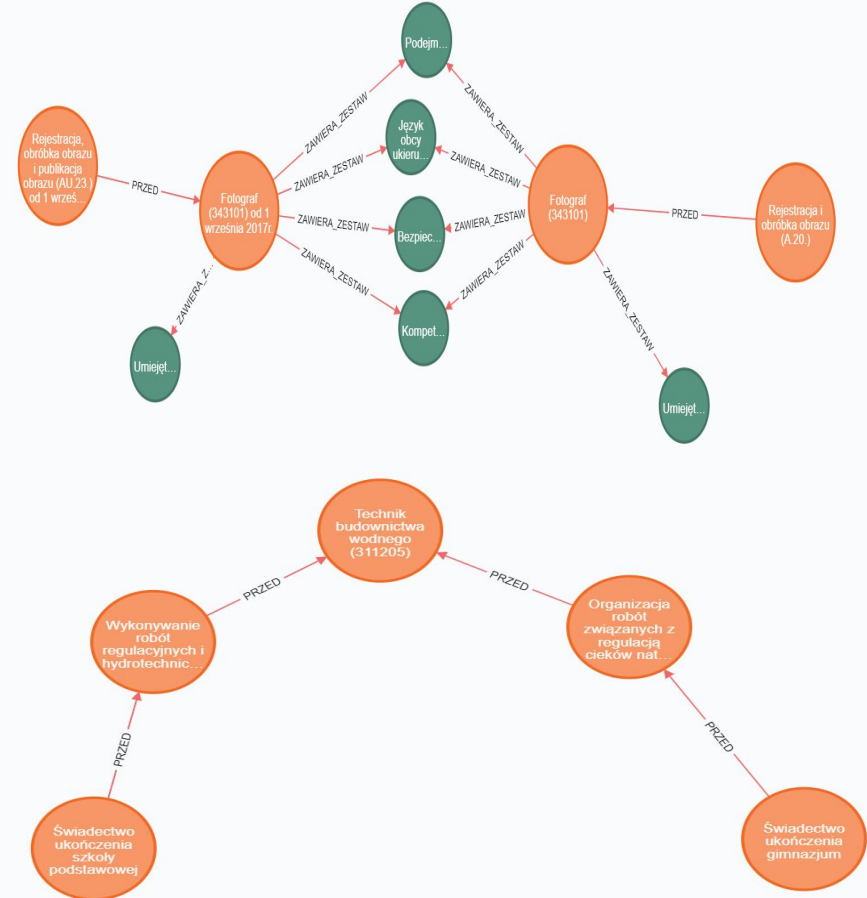 Podejm...
ZAWIERA_ZESTAW
ZAWIERA_ZESTAW
Rejestracja,
obróbka obrazu
i publikacja
obrazu (AU.23.)
od 1 wrześ...
PRZED
Fotograf
(343101) od 1
września 2017r.
Język
obcy
ukieru...
ZAWIERA_ZESTAW
ZAWIERA_ZESTAW
Fotograf
(343101)
PRZED
Rejestracja i
obróbka obrazu
(A.20.)
ZAWIERA_ZESTAW
Bezpiec...
ZAWIERA_ZESTAW
ZAWIERA_ZESTAW
Kompet...
ZAWIERA_ZESTAW
ZAWIERA_Z...
Umiejęt...
ZAWIERA_ZESTAW
Umiejęt...
Technik
budownictwa
wodnego
(311205)
PRZED
PRZED
Wykonywanie
robót
regulacyjnych i
hydrotechnic...
Organizacja
robót
związanych z
regulacją
cieków nat...
PRZED
PRZED
Świadectwo
ukończenia
szkoły
podstawowej
Świadectwo
ukończenia
gimnazjum